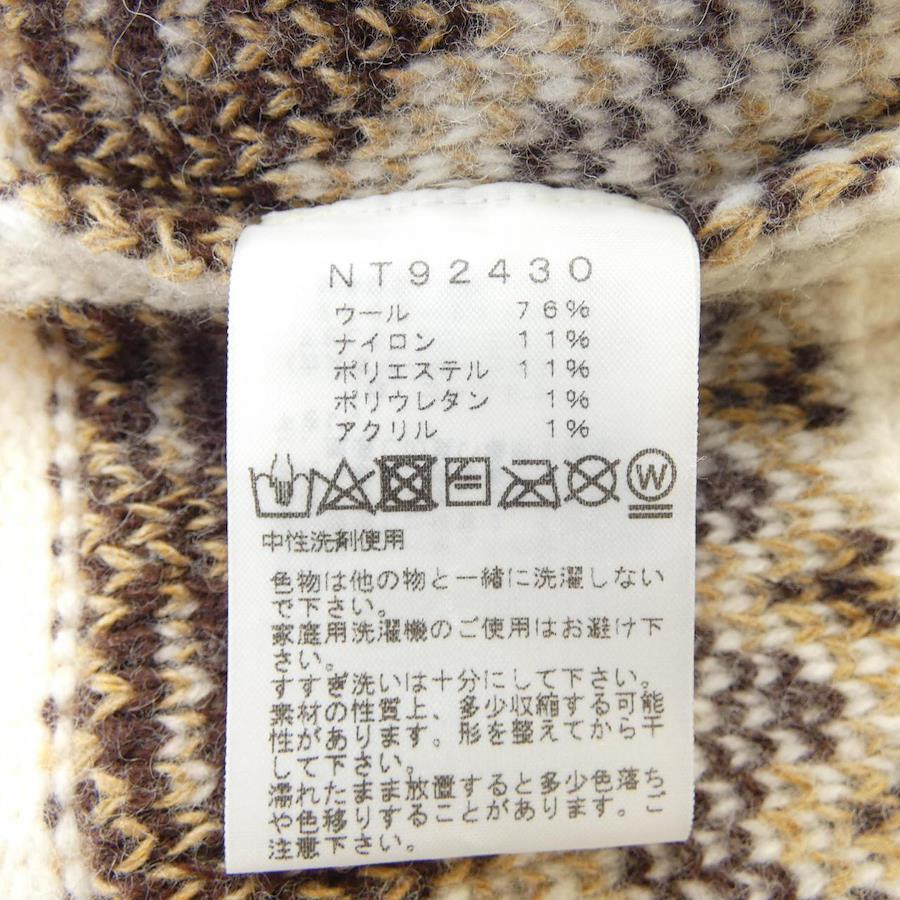 NT92430
ウール 76%
ナイロン 11%
ポリエステル 11%
ポリウレタン 1%
アクリル 1%
W
中性洗剤使用
色物は他の物と一緒に洗濯しない
で下さい。
家庭用洗濯機のご使用はお避け下
さい。
すすぎ洗いは十分にして下さい。
素材の性質上、多少収縮する可能
性があります。形を整えてから干
して下さい。
濡れたまま放置すると多少色落ち
や色移りすることがあります。ご
注意下さい。